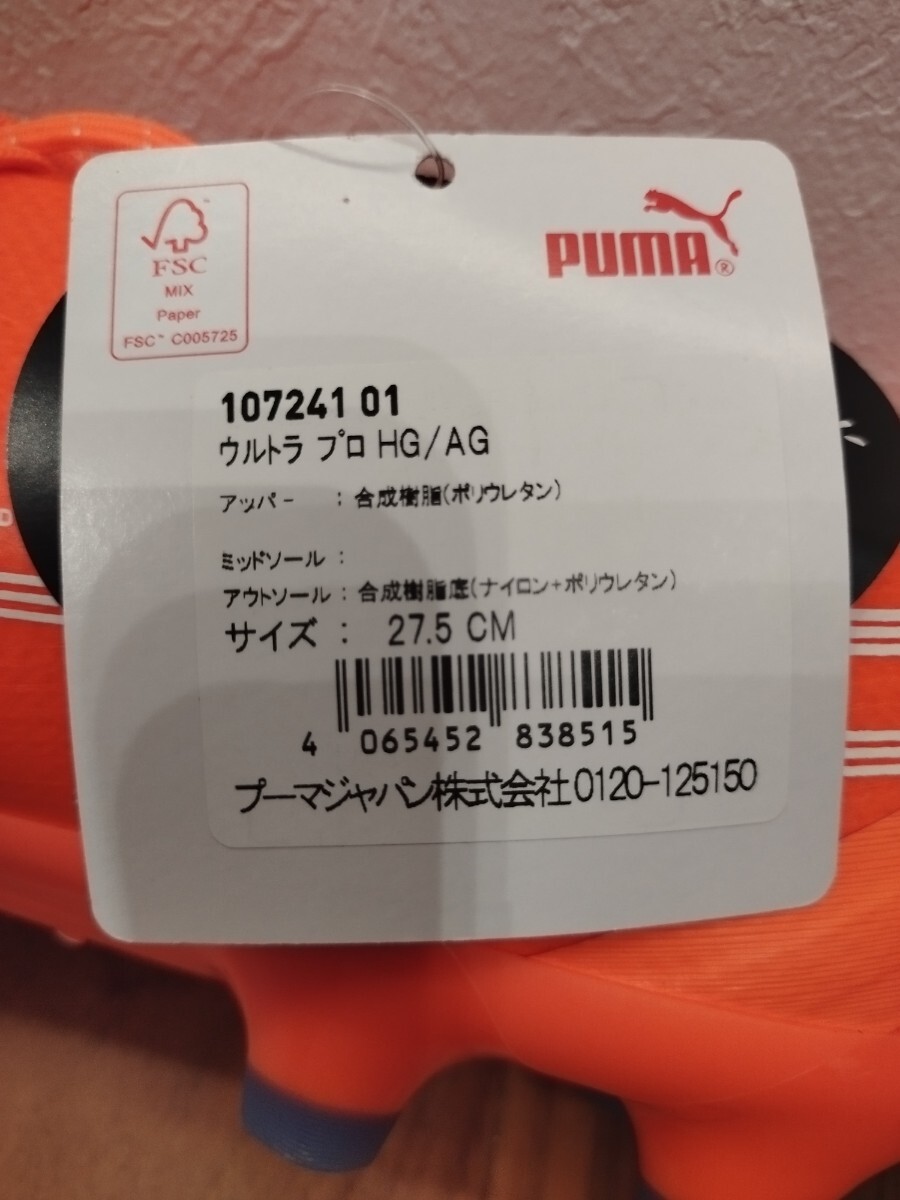 FSC
MIX
Paper
FSC™ C005725
PUMA®
107241 01
ウルトラ プロ HG/AG
アッパー : 合成樹脂(ポリウレタン)
ミッドソール :
アウトソール : 合成樹脂底(ナイロン+ポリウレタン)
サイズ : 27.5 CM
4 065452 838515
プーマジャパン株式会社0120-125150